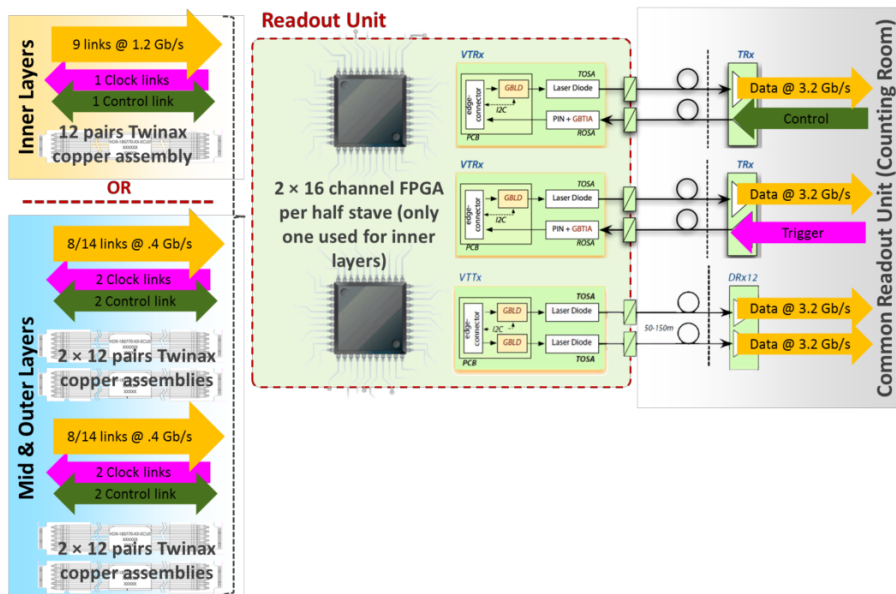 Readout Unit
Inner Layers
9 links @ 1.2 Gb/s
1 Clock links
1 Control link
12 pairs Twinax
copper assembly
OR
Mid & Outer Layers
8/14 links @ .4 Gb/s
2 Clock links
2 Control link
2 × 12 pairs Twinax
copper assemblies
8/14 links @ .4 Gb/s
2 Clock links
2 Control link
2 × 12 pairs Twinax
copper assemblies
2 × 16 channel FPGA
per half stave (only
one used for inner
layers)
VTRx
TOSA
edge-
connector
GBLD
I2C
Laser Diode
PIN + GBTIA
PCB
ROSA
VTRx
TOSA
edge-
connector
GBLD
I2C
Laser Diode
PIN + GBTIA
PCB
ROSA
VTTx
TOSA
edge-
connector
GBLD
I2C
GBLD
Laser Diode
Laser Diode
PCB
TOSA
50-150m
TRx
Data @ 3.2 Gb/s
Control
TRx
Data @ 3.2 Gb/s
Trigger
DRx12
Data @ 3.2 Gb/s
Data @ 3.2 Gb/s
Common Readout Unit (Counting Room)